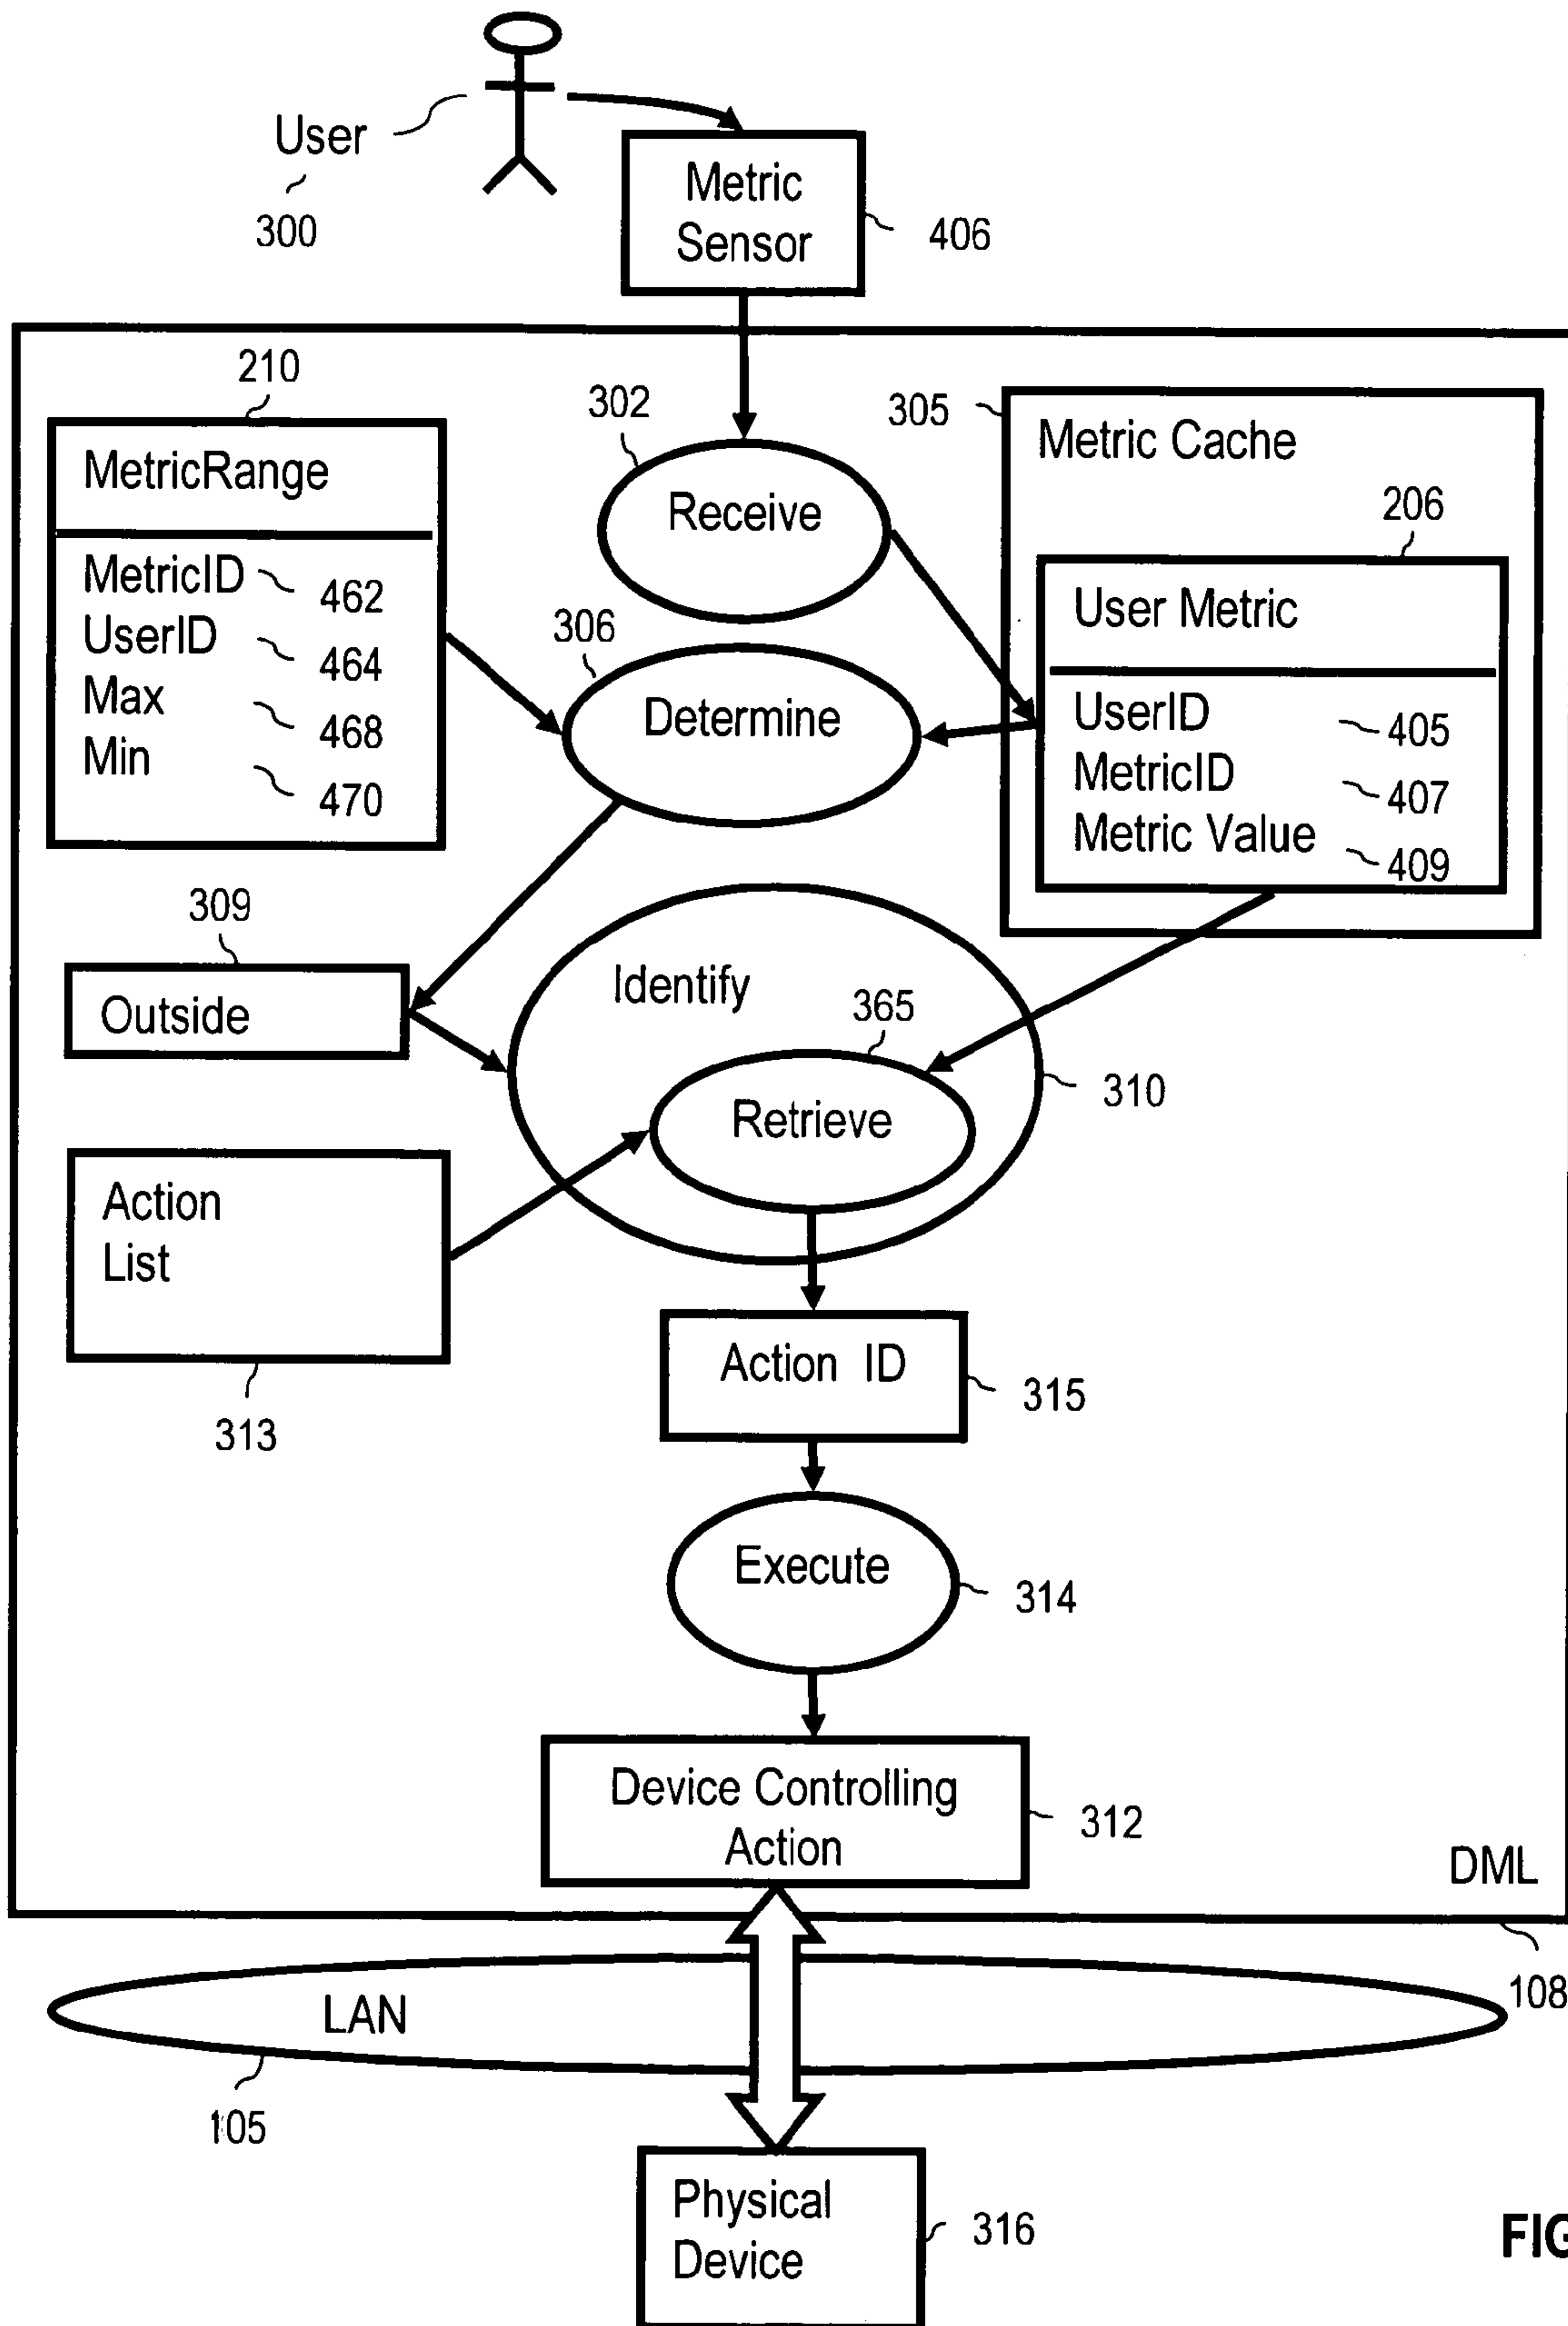 User
300
Metric
Sensor
406
210
MetricRange
MetricID
462
UserID
464
Max
468
Min
470
302
Receive
305
Metric Cache
206
User Metric
UserID
405
MetricID
407
Metric Value
409
306
Determine
309
Outside
Identify
365
Retrieve
310
Action
List
313
Action ID
315
Execute
314
Device Controlling
Action
312
DML
108
LAN
105
Physical
Device
316